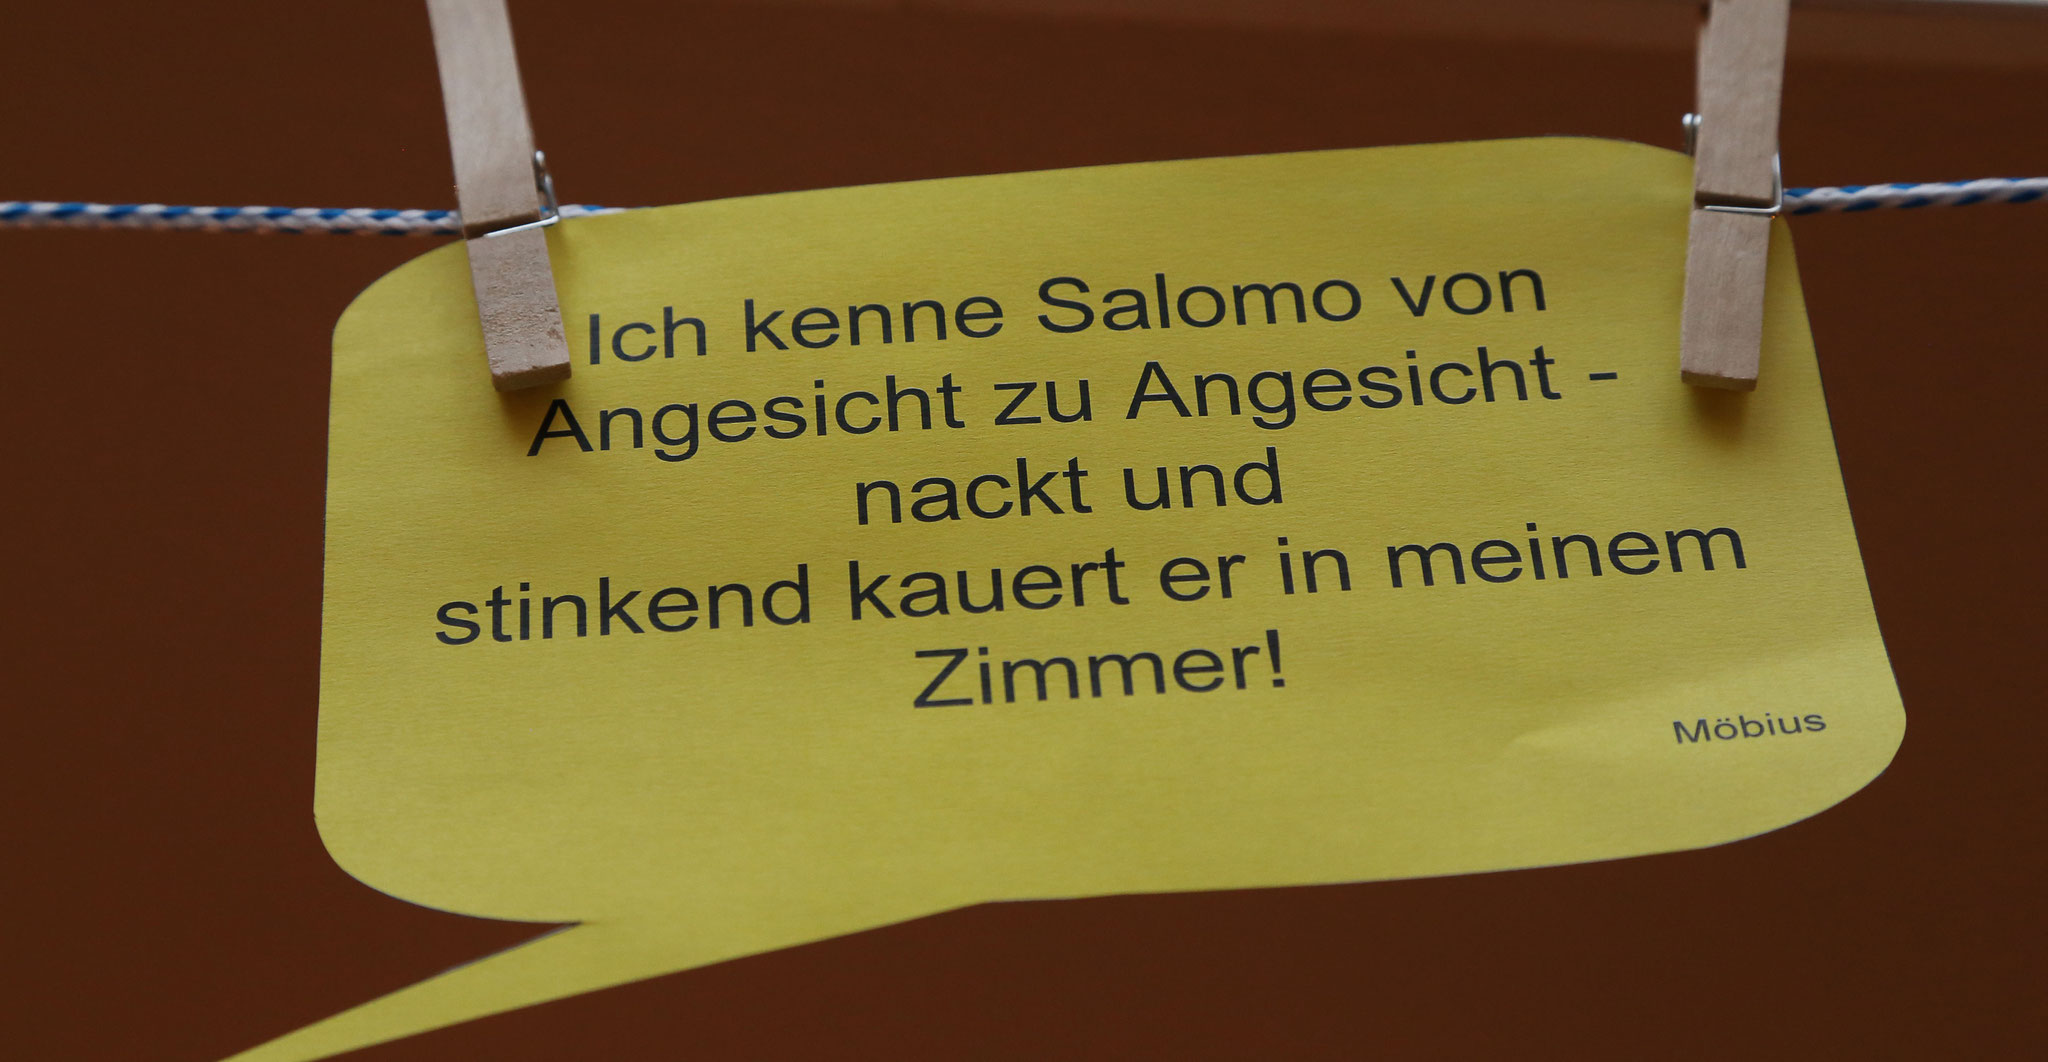 Ich kenne Salomo von
Angesicht zu Angesicht -
nackt und
stinkend kauert er in meinem
Zimmer!
Möbius